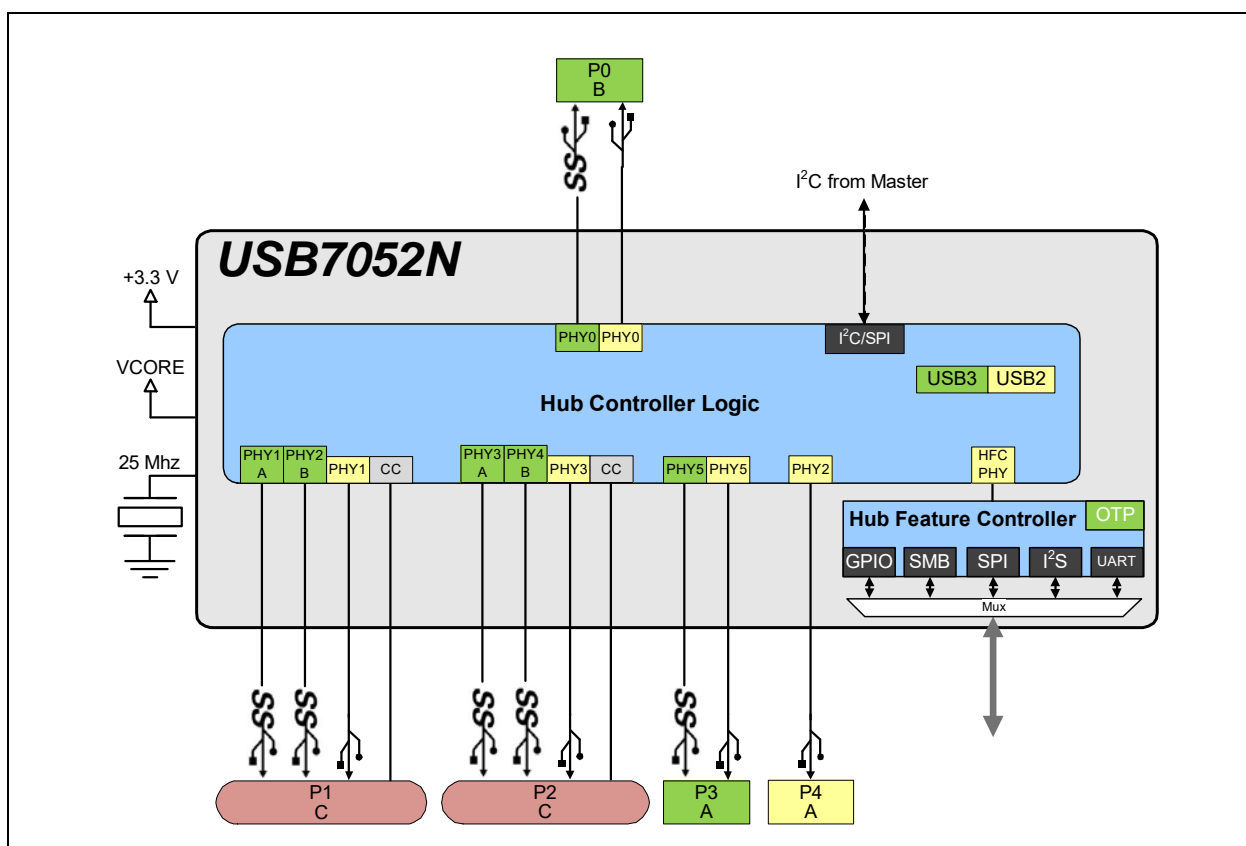 P0
B
SS
I²C from Master
USB7052N
+3.3 V
PHY0 PHY0
I²C/SPI
VCORE
USB3 USB2
Hub Controller Logic
25 Mhz
PHY1
A
PHY2
B
PHY1
CC
PHY3
A
PHY4
B
PHY3
CC
PHY5 PHY5
PHY2
HFC
PHY
Hub Feature Controller
OTP
GPIO SMB SPI I²S UART
Mux
SS SS SS SS SS
P1
C
P2
C
P3
A
P4
A